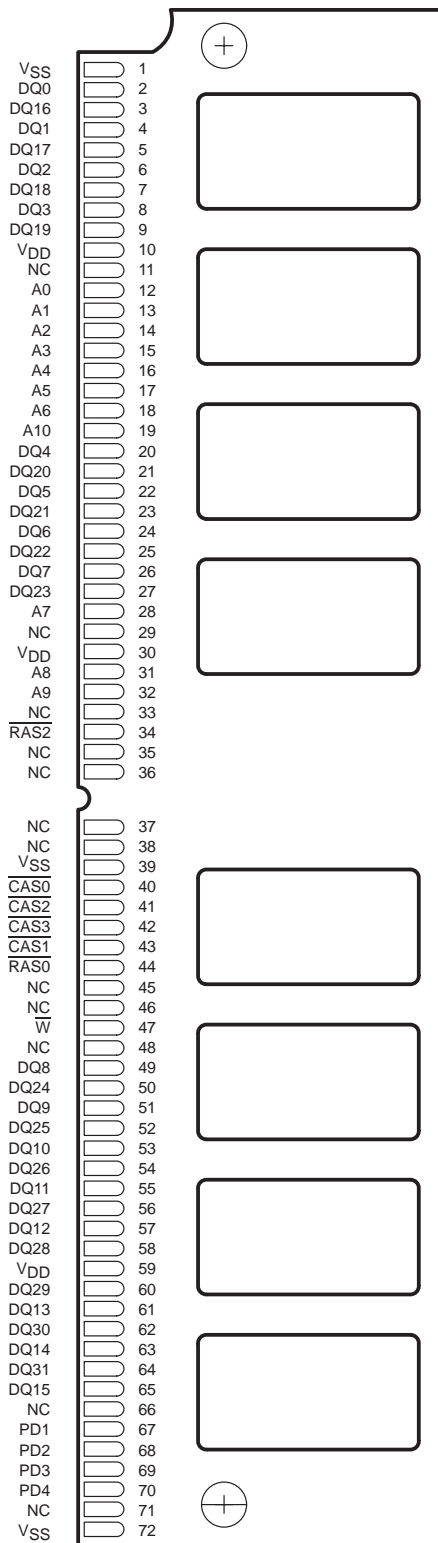 VSS 1
DQ0 2
DQ16 3
DQ1 4
DQ17 5
DQ2 6
DQ18 7
DQ3 8
DQ19 9
VDD 10
NC 11
A0 12
A1 13
A2 14
A3 15
A4 16
A5 17
A6 18
A10 19
DQ4 20
DQ20 21
DQ5 22
DQ21 23
DQ6 24
DQ22 25
DQ7 26
DQ23 27
A7 28
NC 29
VDD 30
A8 31
A9 32
NC 33
RAS2 34
NC 35
NC 36
NC 37
NC 38
VSS 39
CAS0 40
CAS2 41
CAS3 42
CAS1 43
RAS0 44
NC 45
NC 46
W 47
NC 48
DQ8 49
DQ24 50
DQ9 51
DQ25 52
DQ10 53
DQ26 54
DQ11 55
DQ27 56
DQ12 57
DQ28 58
VDD 59
DQ29 60
DQ13 61
DQ30 62
DQ14 63
DQ31 64
DQ15 65
NC 66
PD1 67
PD2 68
PD3 69
PD4 70
NC 71
VSS 72